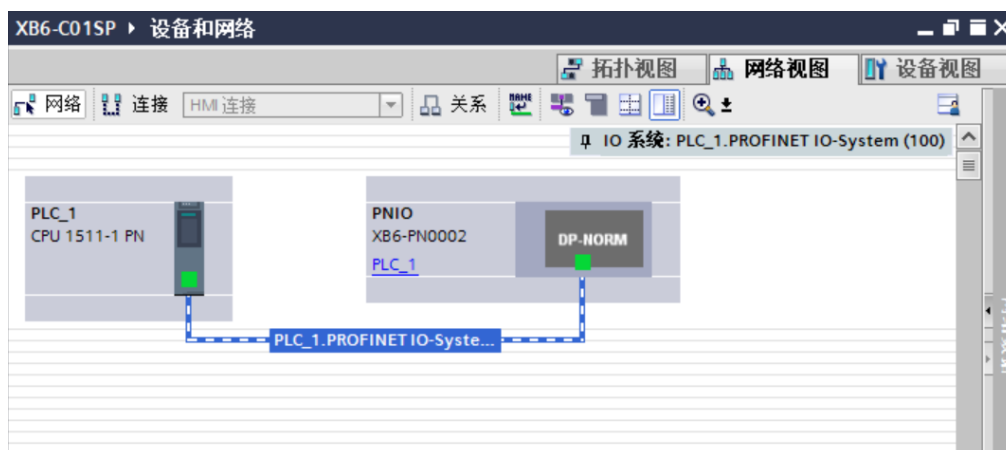 XB6-C01SP ▸ 设备和网络
拓扑视图 网络视图 设备视图
网络 连接 HMI 连接 关系
IO 系统: PLC_1.PROFINET IO-System (100)
PLC_1
CPU 1511-1 PN
PNIO
XB6-PN0002
PLC_1
DP-NORM
PLC_1.PROFINET IO-Syste...